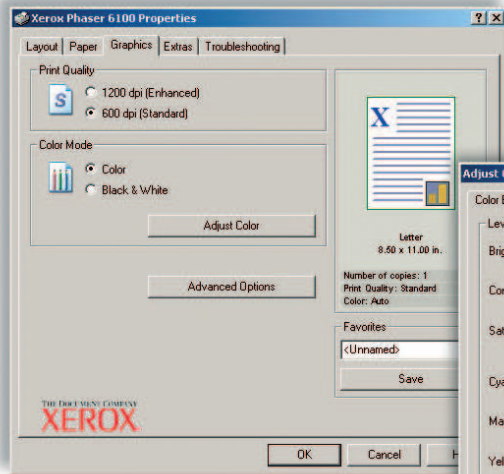 Xerox Phaser 6100 Properties
Layout Paper Graphics Extras Troubleshooting
Print Quality
S
1200 dpi (Enhanced)
600 dpi (Standard)
Color Mode
Color
Black & White
Adjust Color
Advanced Options
X
Letter
8.50 x 11.00 in.
Number of copies: 1
Print Quality: Standard
Color: Auto
Favorites
<Unnamed>
Save
THE DOCUMENT COMPANY
XEROX
OK Cancel H
Adjust
Color
Lev
Brig
Con
Sat
Cya
Ma
Yel